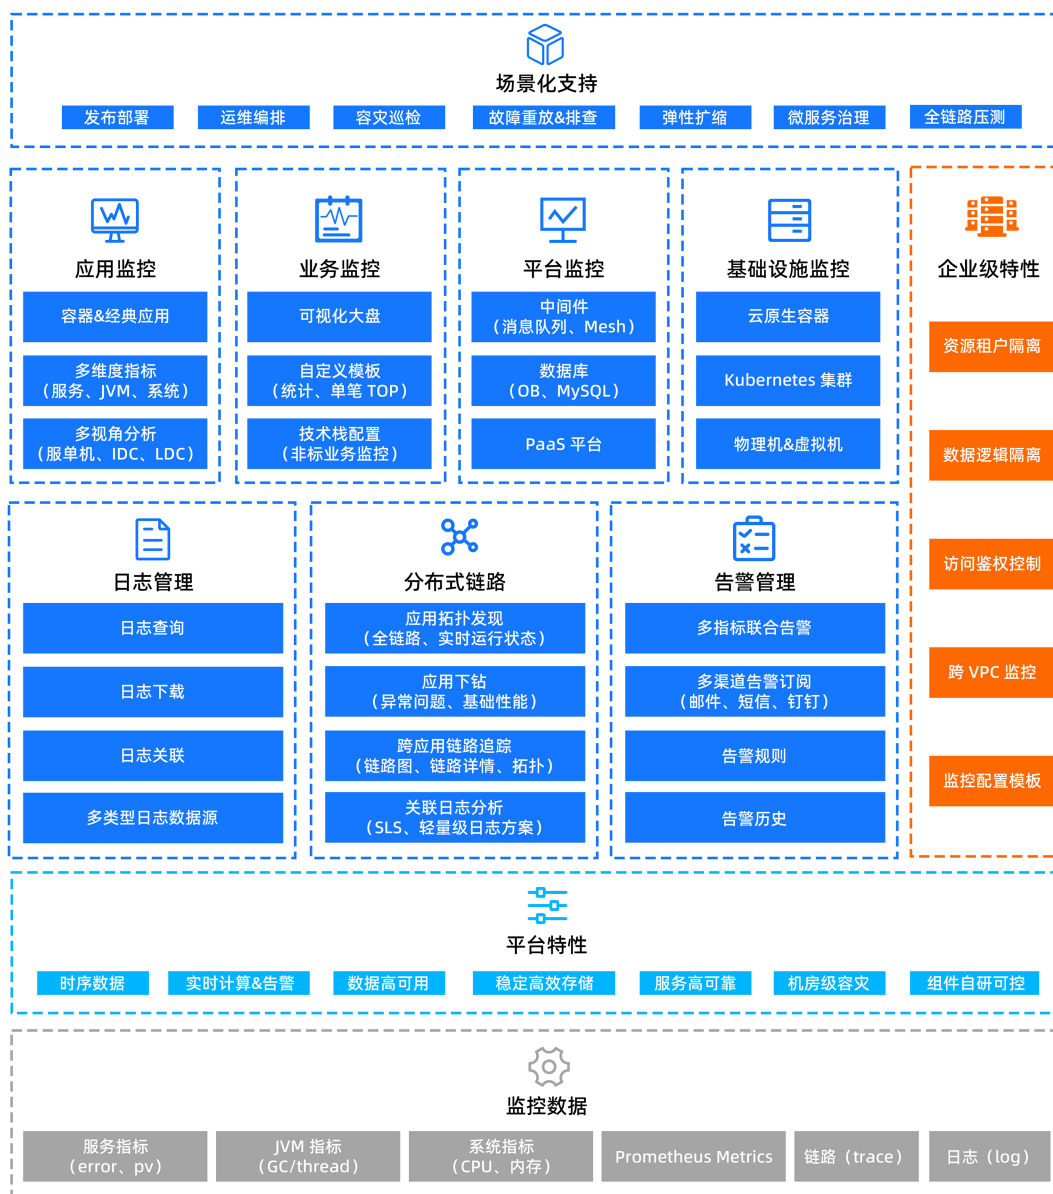 场景化支持
发布部署
运维编排
容灾巡检
故障重放&排查
弹性扩缩
微服务治理
全链路压测
应用监控
容器&经典应用
多维度指标
（服务、JVM、系统）
多视角分析
（服单机、IDC、LDC）
业务监控
可视化大盘
自定义模板
（统计、单笔 TOP）
技术栈配置
（非标业务监控）
平台监控
中间件
（消息队列、Mesh）
数据库
（OB、MySQL）
PaaS 平台
基础设施监控
云原生容器
Kubernetes 集群
物理机&虚拟机
企业级特性
资源租户隔离
数据逻辑隔离
访问鉴权控制
跨 VPC 监控
监控配置模板
日志管理
日志查询
日志下载
日志关联
多类型日志数据源
分布式链路
应用拓扑发现
（全链路、实时运行状态）
应用下钻
（异常问题、基础性能）
跨应用链路追踪
（链路图、链路详情、拓扑）
关联日志分析
（SLS、轻量级日志方案）
告警管理
多指标联合告警
多渠道告警订阅
（邮件、短信、钉钉）
告警规则
告警历史
平台特性
时序数据
实时计算&告警
数据高可用
稳定高效存储
服务高可靠
机房级容灾
组件自研可控
监控数据
服务指标
（error、pv）
JVM 指标
（GC/thread）
系统指标
（CPU、内存）
Prometheus Metrics
链路（trace）
日志（log）